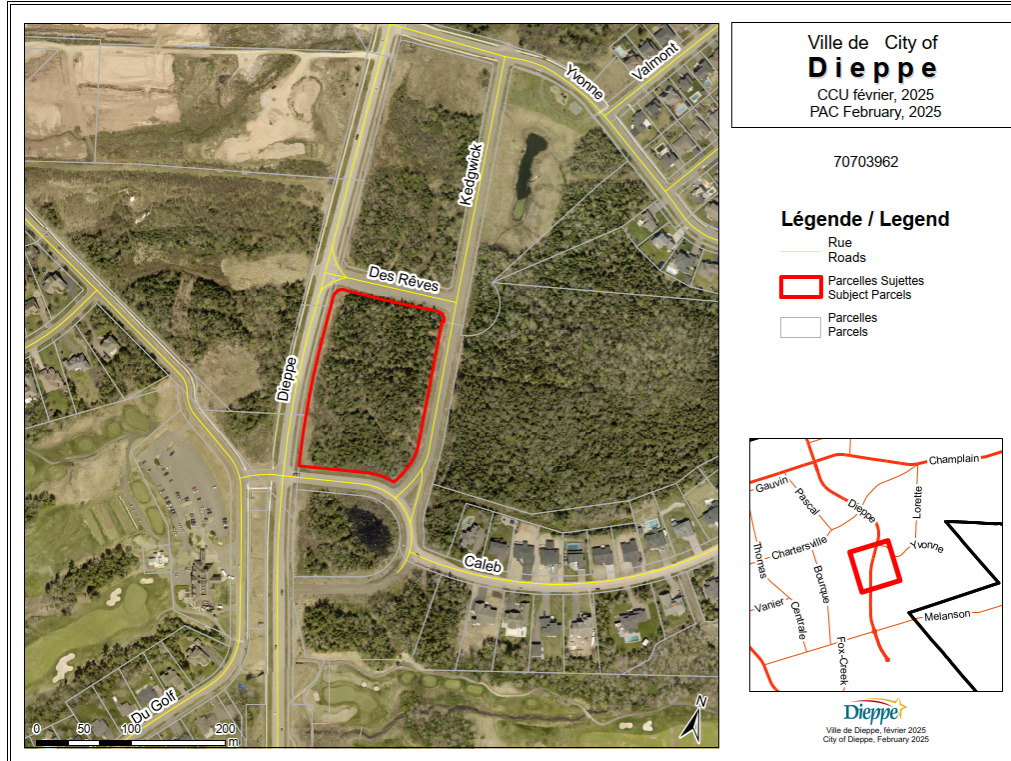 Ville de City of
Dieppe
CCU février, 2025
PAC February, 2025
70703962
Légende / Legend
Rue
Roads
Parcelles Sujettes
Subject Parcels
Parcelles
Parcels
Yvonne
Valmont
Kedgwick
Des Rêves
Dieppe
Caleb
Du Golf
0 50 100 200
m
N
Champlain
Gauvin
Pascal
Dieppe
Lorette
Chartersville
Yvonne
Thomas
Bourque
Vanier
Centrale
Melanson
Fox-Creek
Dieppe
Ville de Dieppe, février 2025
City of Dieppe, February 2025